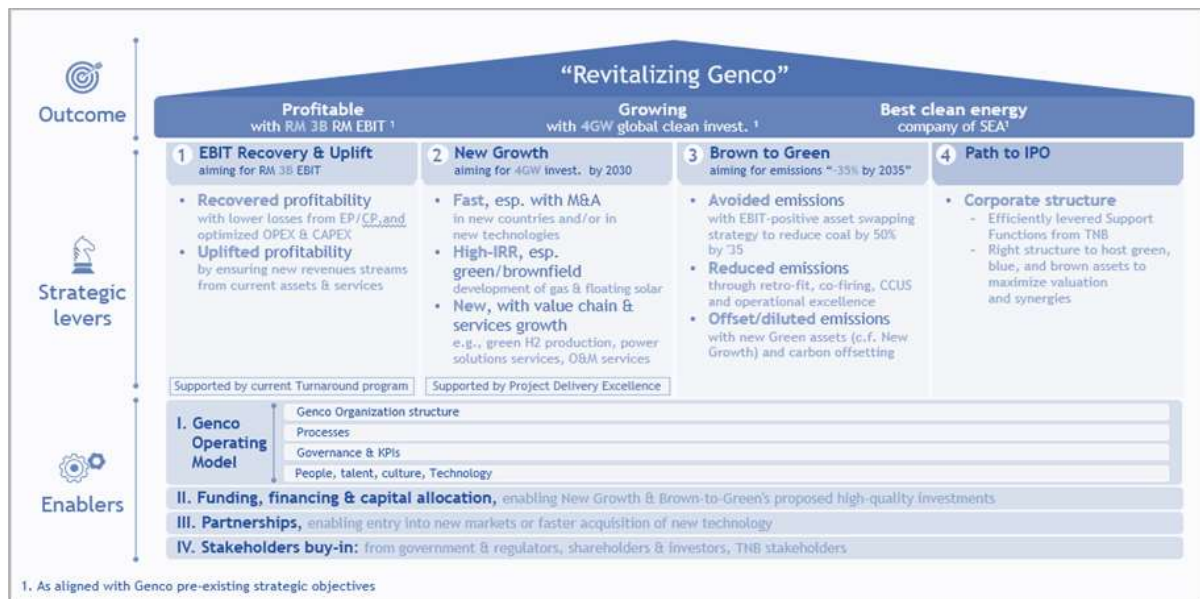 Outcome
"Revitalizing Genco"
Profitable
with RM 3B RM EBIT ¹
Growing
with 4GW global clean invest. ¹
Best clean energy
company of SEA¹
Strategic
levers
1 EBIT Recovery & Uplift
aiming for RM 3B EBIT
• Recovered profitability
with lower losses from EP/CP,and
optimized OPEX & CAPEX
• Uplifted profitability
by ensuring new revenues streams
from current assets & services
Supported by current Turnaround program
2 New Growth
aiming for 4GW invest. by 2030
• Fast, esp. with M&A
in new countries and/or in
new technologies
• High-IRR, esp.
green/brownfield
development of gas & floating solar
• New, with value chain &
services growth
e.g., green H2 production, power
solutions services, O&M services
Supported by Project Delivery Excellence
3 Brown to Green
aiming for emissions "-35% by 2035"
• Avoided emissions
with EBIT-positive asset swapping
strategy to reduce coal by 50%
by '35
• Reduced emissions
through retro-fit, co-firing, CCUS
and operational excellence
• Offset/diluted emissions
with new Green assets (c.f. New
Growth) and carbon offsetting
4 Path to IPO
• Corporate structure
- Efficiently levered Support
Functions from TNB
- Right structure to host green,
blue, and brown assets to
maximize valuation
and synergies
Enablers
I. Genco
Operating
Model
Genco Organization structure
Processes
Governance & KPIs
People, talent, culture, Technology
II. Funding, financing & capital allocation, enabling New Growth & Brown-to-Green's proposed high-quality investments
III. Partnerships, enabling entry into new markets or faster acquisition of new technology
IV. Stakeholders buy-in: from government & regulators, shareholders & investors, TNB stakeholders
1. As aligned with Genco pre-existing strategic objectives